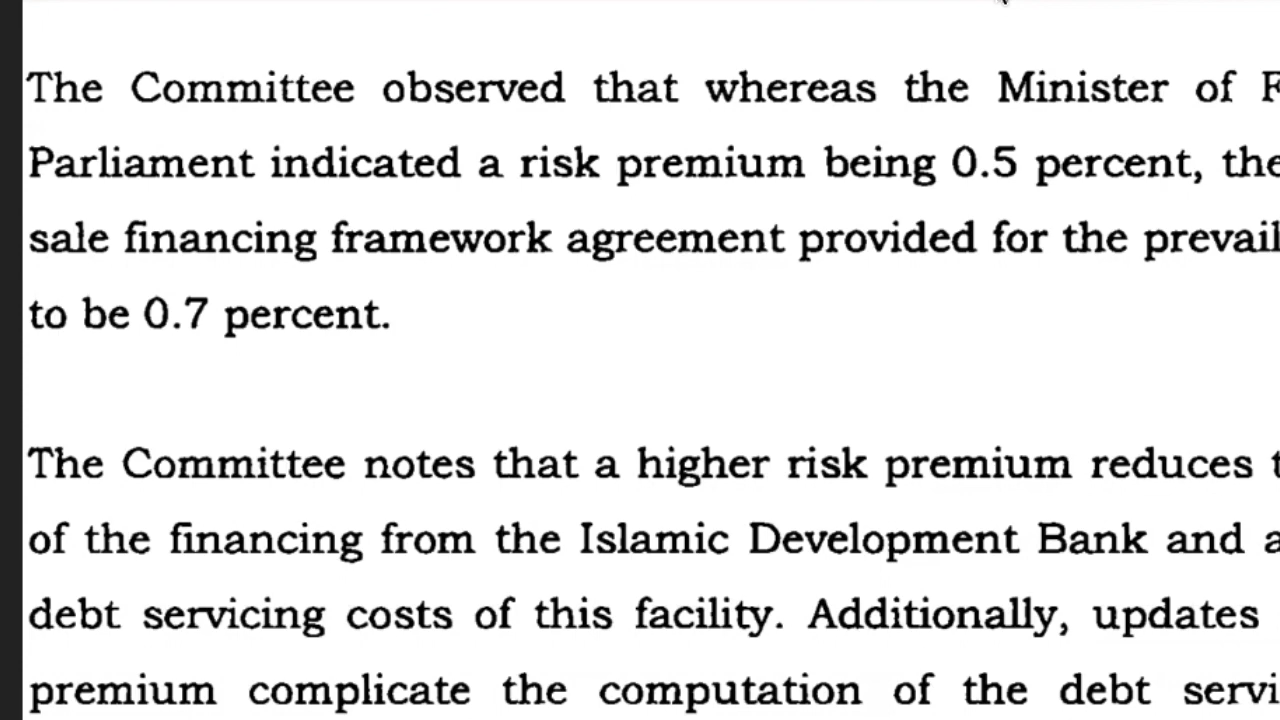 The Committee observed that whereas the Minister of
Parliament indicated a risk premium being 0.5 percent, the
sale financing framework agreement provided for the
to be 0.7 percent.
The Committee notes that a higher risk premium reduces
of the financing from the Islamic Development Bank and
debt servicing costs of this facility. Additionally, updates
premium complicate the computation of the debt